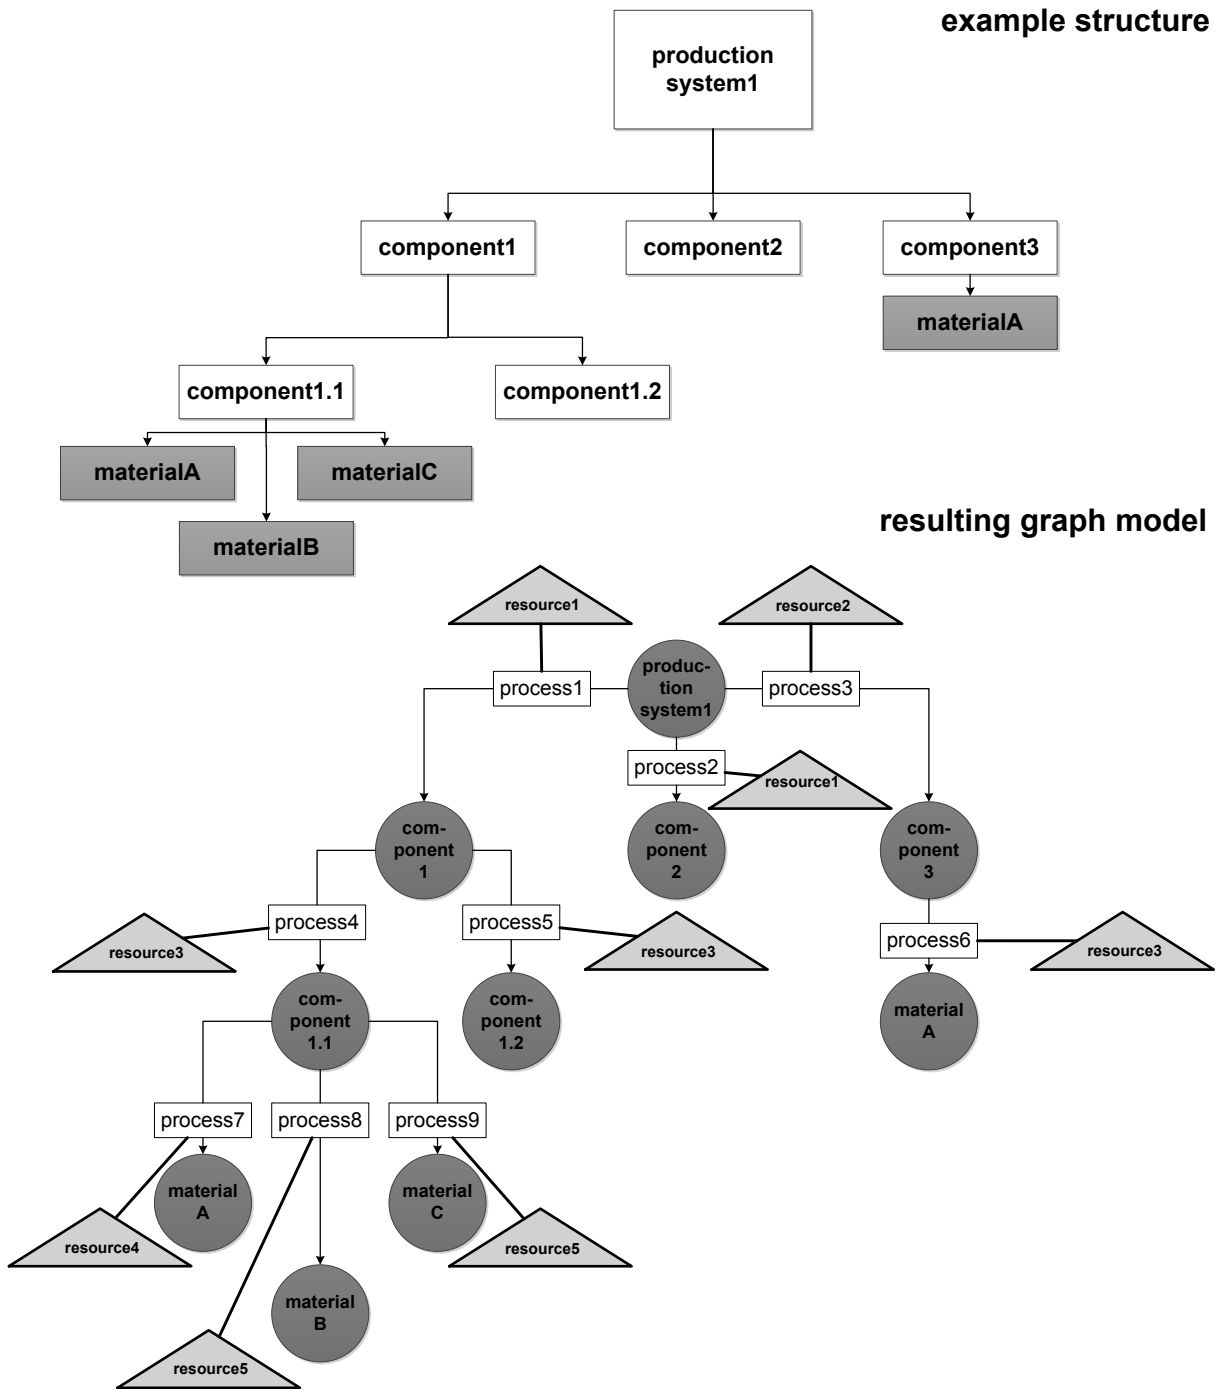 example structure
production
system1
component1
component2
component3
materialA
component1.1
component1.2
materialA
materialC
materialB
resulting graph model
resource1
resource2
process1
produc-
tion
system1
process3
process2
resource1
com-
ponent
1
com-
ponent
2
com-
ponent
3
process4
process5
process6
resource3
resource3
resource3
com-
ponent
1.1
com-
ponent
1.2
material
A
process7
process8
process9
material
A
material
C
resource4
resource5
material
B
resource5